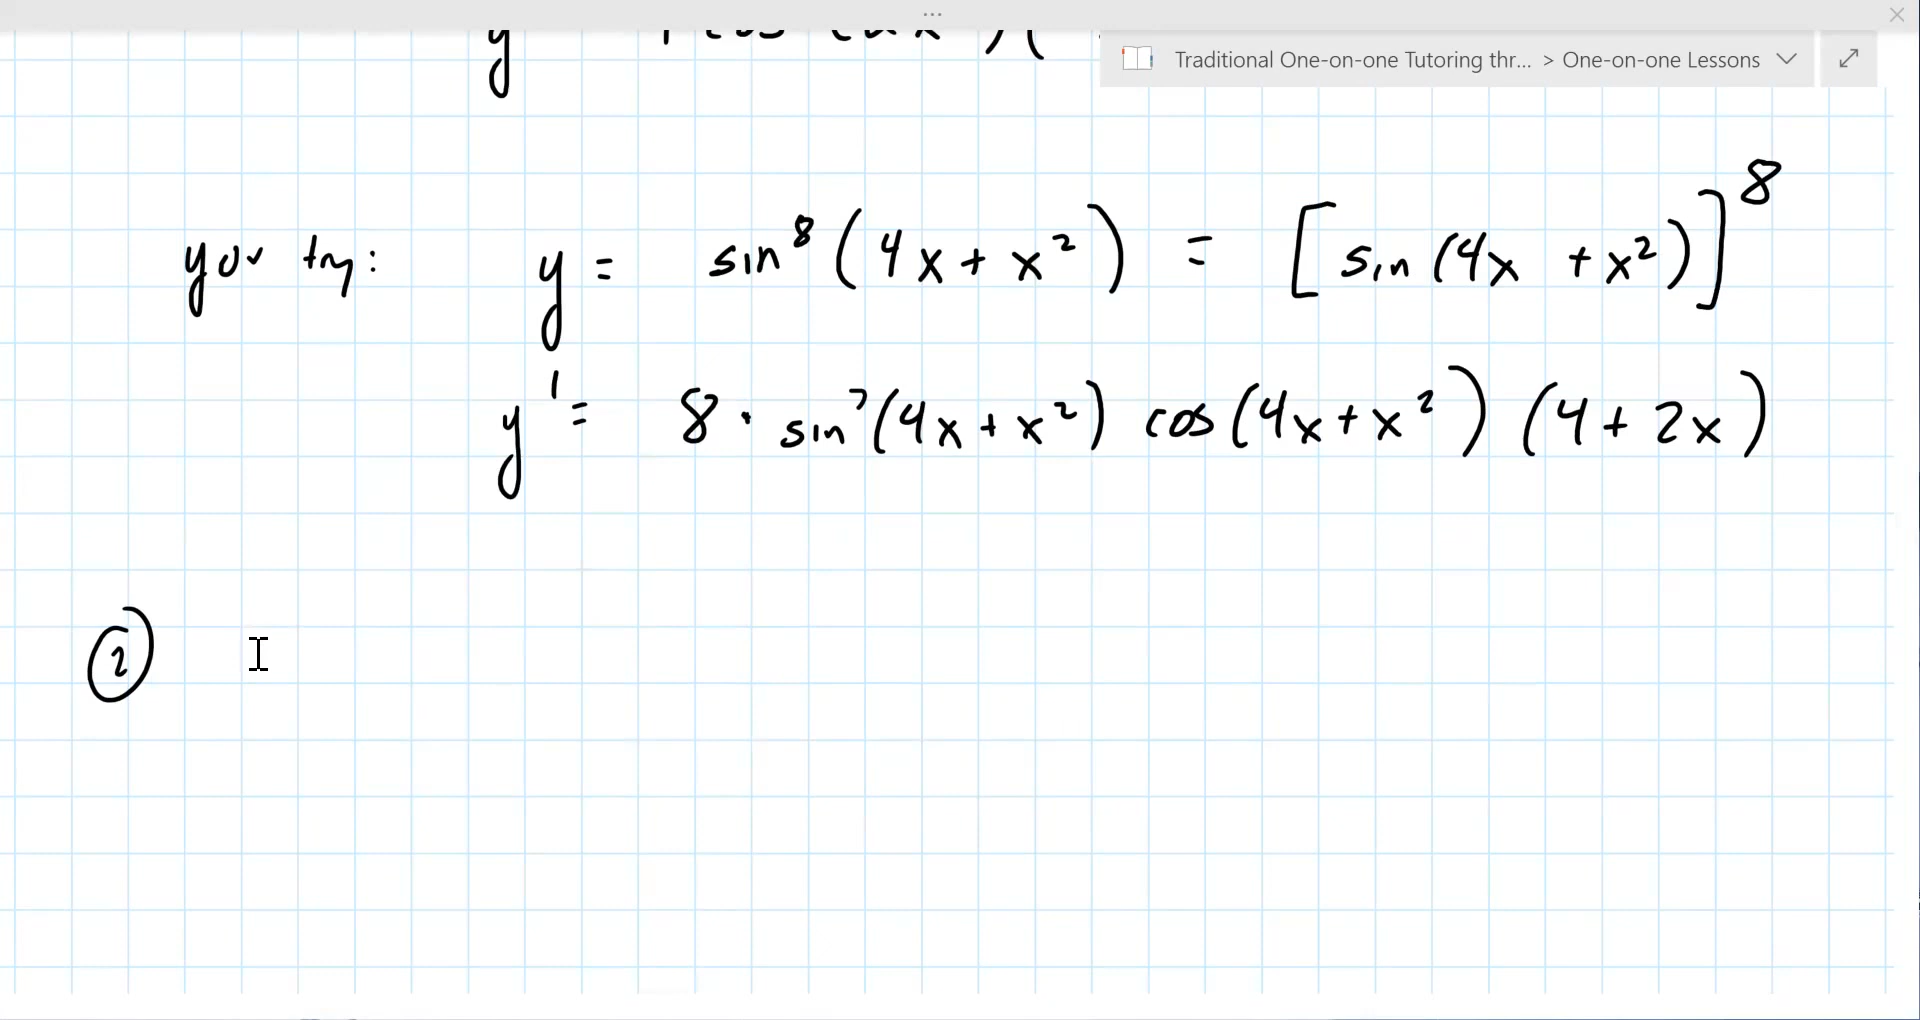 ...
Traditional One-on-one Tutoring thr... > One-on-one Lessons
you try: y = sin⁸(4x + x²) = [sin(4x + x²)]⁸
y' = 8 · sin⁷(4x + x²) cos(4x + x²) (4 + 2x)
②